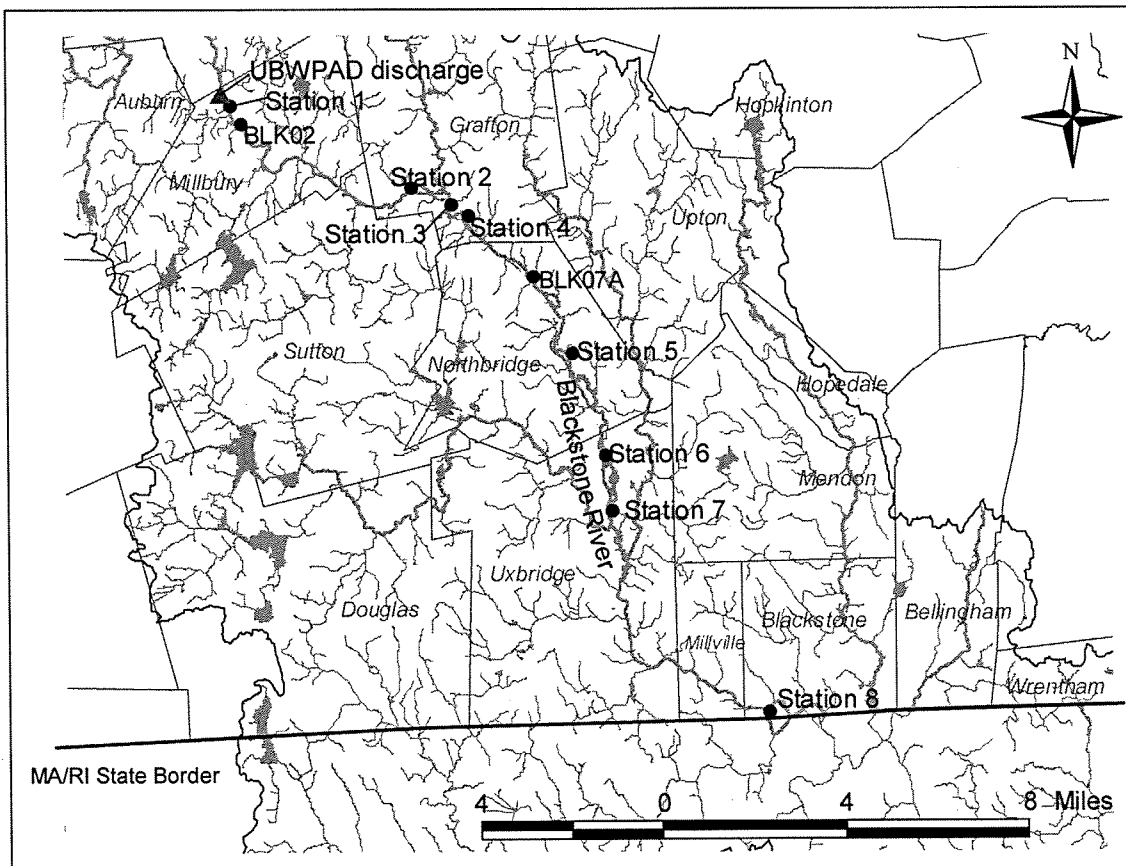 N
UBWPAD discharge
Auburn
Station 1
Hopkinton
Grafton
BLK02
Millbury
Station 2
Upton
Station 3
Station 4
BLK07A
Sutton
Northbridge
Station 5
Hopedale
Blackstone River
Station 6
Mendon
Station 7
Uxbridge
Douglas
Blackstone
Bellingham
Millville
Wrentham
Station 8
MA/RI State Border
4 0 4 8 Miles